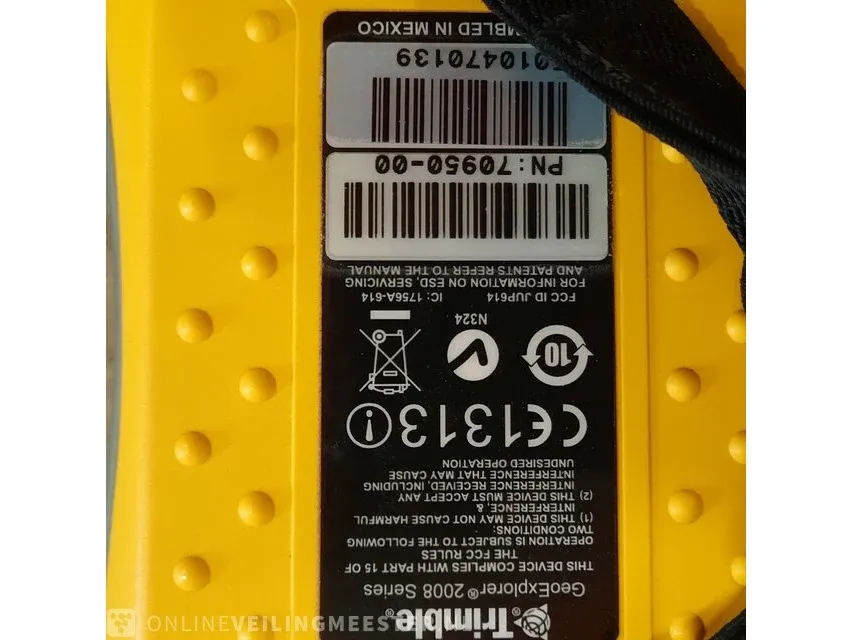 Trimble®
GeoExplorer® 2008 Series
THIS DEVICE COMPLIES WITH PART 15 OF
THE FCC RULES
OPERATION IS SUBJECT TO THE FOLLOWING
TWO CONDITIONS:
(1) THIS DEVICE MAY NOT CAUSE HARMFUL
INTERFERENCE, &
(2) THIS DEVICE MUST ACCEPT ANY
INTERFERENCE RECEIVED, INCLUDING
INTERFERENCE THAT MAY CAUSE
UNDESIRED OPERATION
CE1313
10
N324
FCC ID JUP614 IC: 1756A-614
FOR INFORMATION ON ESD, SERVICING
AND PATENTS REFER TO THE MANUAL
PN:70950-00
010470139
IN MEXICO
ONLINEVEILINGMEESTER